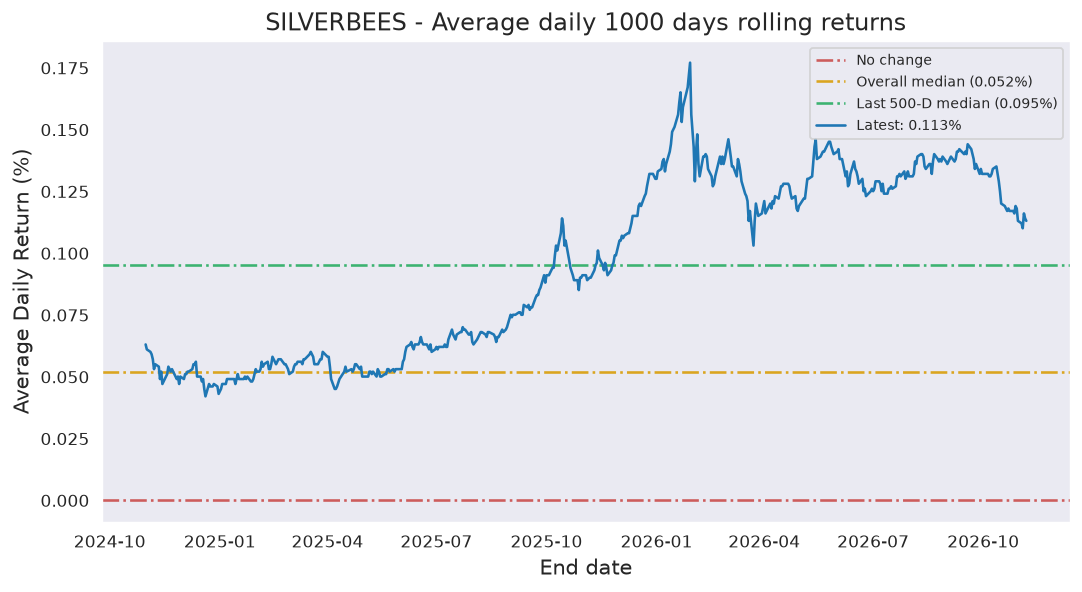 SILVERBEES - Average daily 1000 days rolling returns
No change
Overall median (0.052%)
Last 500-D median (0.095%)
Latest: 0.113%
Average Daily Return (%)
0.175
0.150
0.125
0.100
0.075
0.050
0.025
0.000
2024-10 2025-01 2025-04 2025-07 2025-10 2026-01 2026-04 2026-07 2026-10
End date